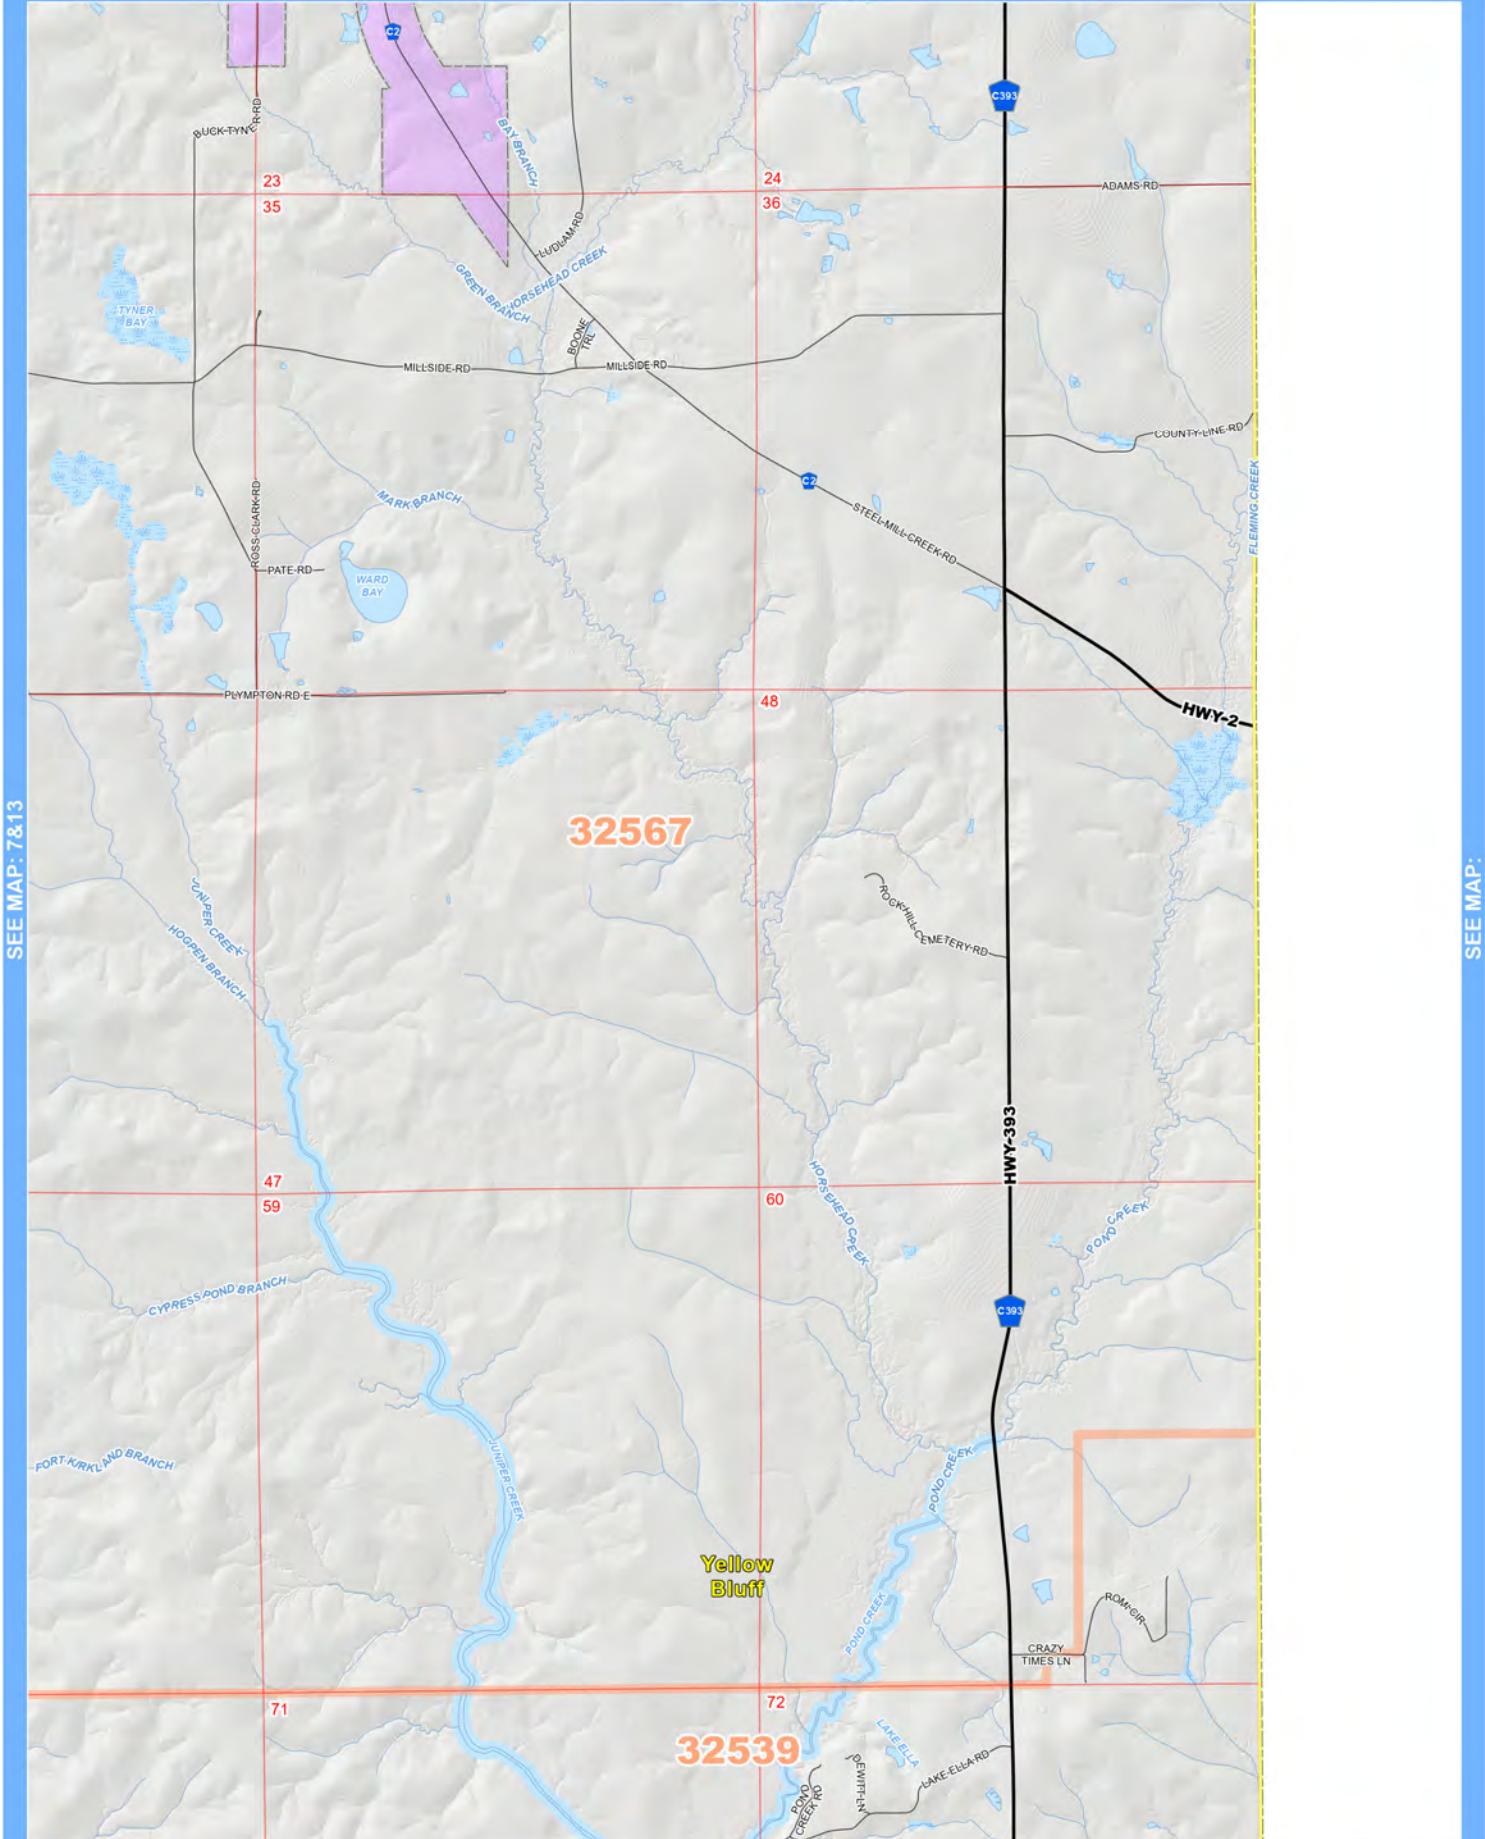 C2
C393
BUCK TYNER RD
BAY BRANCH
23
24
ADAMS RD
35
36
LUDLAM RD
HORSEHEAD CREEK
GREEN BRANCH
TYNER
BAY
BOONE
TRL
MILLSIDE RD
MILLSIDE RD
COUNTY LINE RD
FLEMING CREEK
C2
MARK BRANCH
STEEL MILL CREEK RD
ROSS CLARK RD
PATE RD
WARD
BAY
PLYMPTON RD E
48
HWY-2
SEE MAP: 7&13
SEE MAP:
32567
JUNIPER CREEK
HOGPEN BRANCH
ROCK HILL CEMETERY RD
HWY-393
47
59
60
HORSEHEAD CREEK
POND CREEK
CYPRESS POND BRANCH
C393
FORT KIRKLAND BRANCH
JUNIPER CREEK
POND CREEK
Yellow
Bluff
POND CREEK
ROMI CIR
CRAZY
TIMES LN
71
72
32539
LAKE ELLA
LAKE ELLA RD
DEWITT LN
POND
CREEK RD